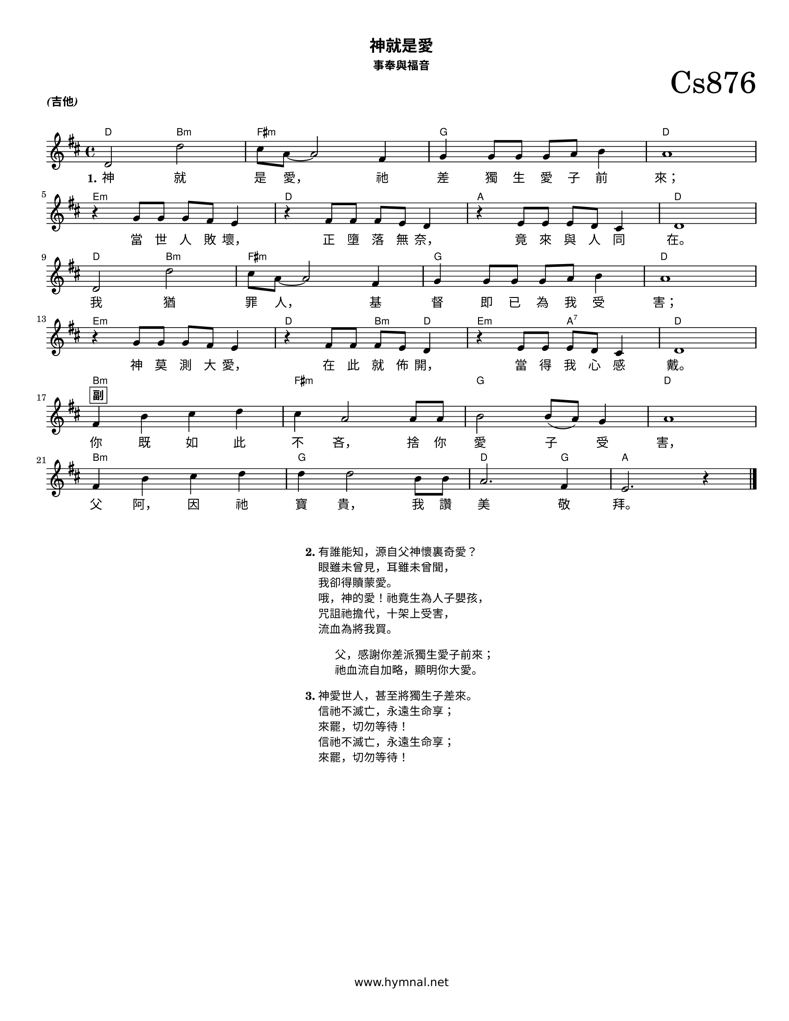 神就是愛
事奉與福音
Cs876
(吉他)
D Bm F♯m G D
1. 神 就 是 愛， 祂 差 獨 生 愛 子 前 來；
5 Em D A D
當 世 人 敗 壞， 正 墮 落 無 奈， 竟 來 與 人 同 在。
9 D Bm F♯m G D
我 猶 罪 人， 基 督 即 已 為 我 受 害；
13 Em D Bm D Em A7 D
神 莫 測 大 愛， 在 此 就 佈 開， 當 得 我 心 感 戴。
Bm F♯m G D
副
17
你 既 如 此 不 吝， 捨 你 愛 子 受 害，
21 Bm G D G A
父 阿， 因 祂 寶 貴， 我 讚 美 敬 拜。
2. 有誰能知，源自父神懷裏奇愛？
眼雖未曾見，耳雖未曾聞，
我卻得贖蒙愛。
哦，神的愛！祂竟生為人子嬰孩，
咒詛祂擔代，十架上受害，
流血為將我買。
父，感謝你差派獨生愛子前來；
祂血流自加略，顯明你大愛。
3. 神愛世人，甚至將獨生子差來。
信祂不滅亡，永遠生命享；
來罷，切勿等待！
信祂不滅亡，永遠生命享；
來罷，切勿等待！
www.hymnal.net